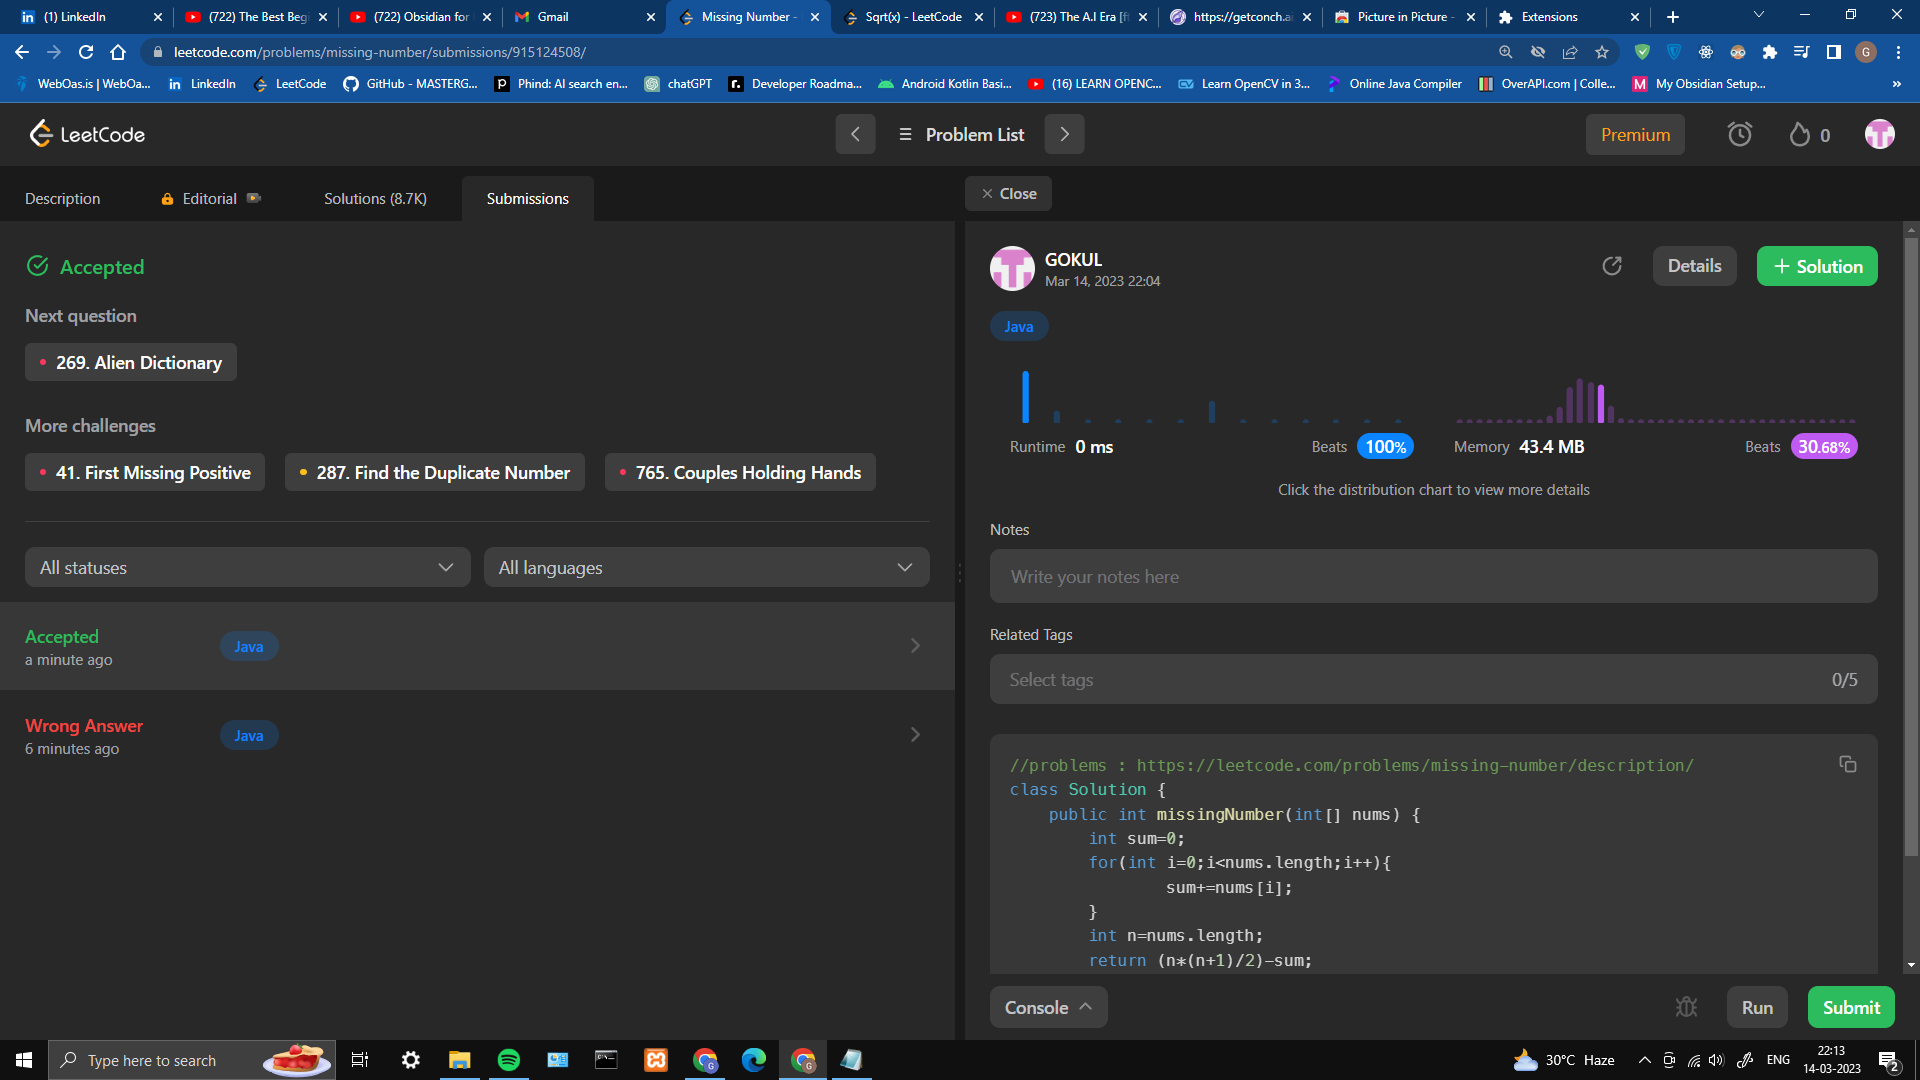 (1) LinkedIn
(722) The Best Beg
(722) Obsidian for
Gmail
Missing Number -
Sqrt(x) - LeetCode
(723) The A.I Era [ft
https://getconch.ai
Picture in Picture -
Extensions
leetcode.com/problems/missing-number/submissions/915124508/
G
WebOas.is | WebOa...
LinkedIn
LeetCode
GitHub - MASTERG...
Phind: AI search en...
chatGPT
Developer Roadma...
Android Kotlin Basi...
(16) LEARN OPENC...
Learn OpenCV in 3...
Online Java Compiler
OverAPI.com | Colle...
My Obsidian Setup...
LeetCode
Problem List
Premium
0
Description
Editorial
Solutions (8.7K)
Submissions
Close
Accepted
Next question
269. Alien Dictionary
More challenges
41. First Missing Positive
287. Find the Duplicate Number
765. Couples Holding Hands
All statuses
All languages
Accepted
a minute ago
Java
Wrong Answer
6 minutes ago
Java
GOKUL
Mar 14, 2023 22:04
Details
+ Solution
Java
Runtime 0 ms
Beats 100%
Memory 43.4 MB
Beats 30.68%
Click the distribution chart to view more details
Notes
Write your notes here
Related Tags
Select tags
0/5
//problems : https://leetcode.com/problems/missing-number/description/
class Solution {
public int missingNumber(int[] nums) {
int sum=0;
for(int i=0;i<nums.length;i++){
sum+=nums[i];
}
int n=nums.length;
return (n*(n+1)/2)-sum;
Console
Run
Submit
Type here to search
30°C Haze
ENG
22:13
14-03-2023
2